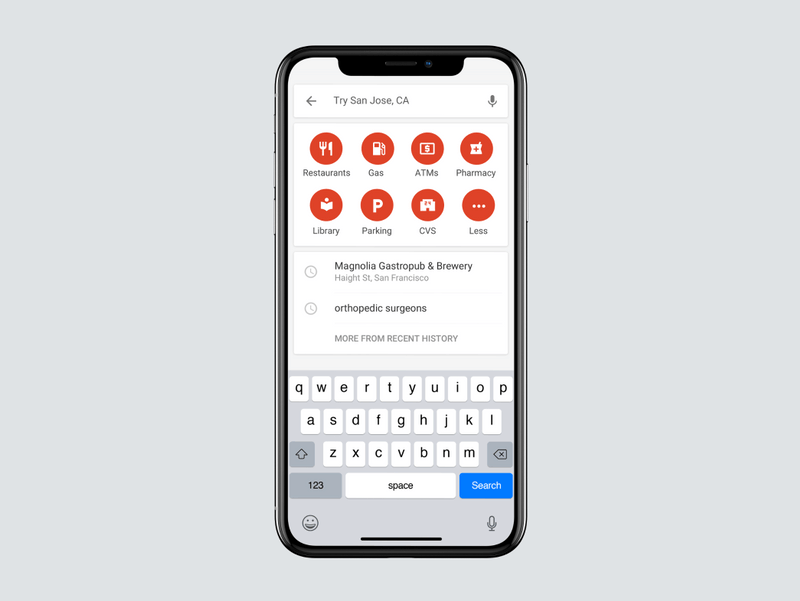 Try San Jose, CA
Restaurants Gas ATMs Pharmacy
P
Library Parking CVS Less
Magnolia Gastropub & Brewery
Haight St, San Francisco
orthopedic surgeons
MORE FROM RECENT HISTORY
q w e r t y u i o p
a s d f g h j k l
z x c v b n m
123 space Search